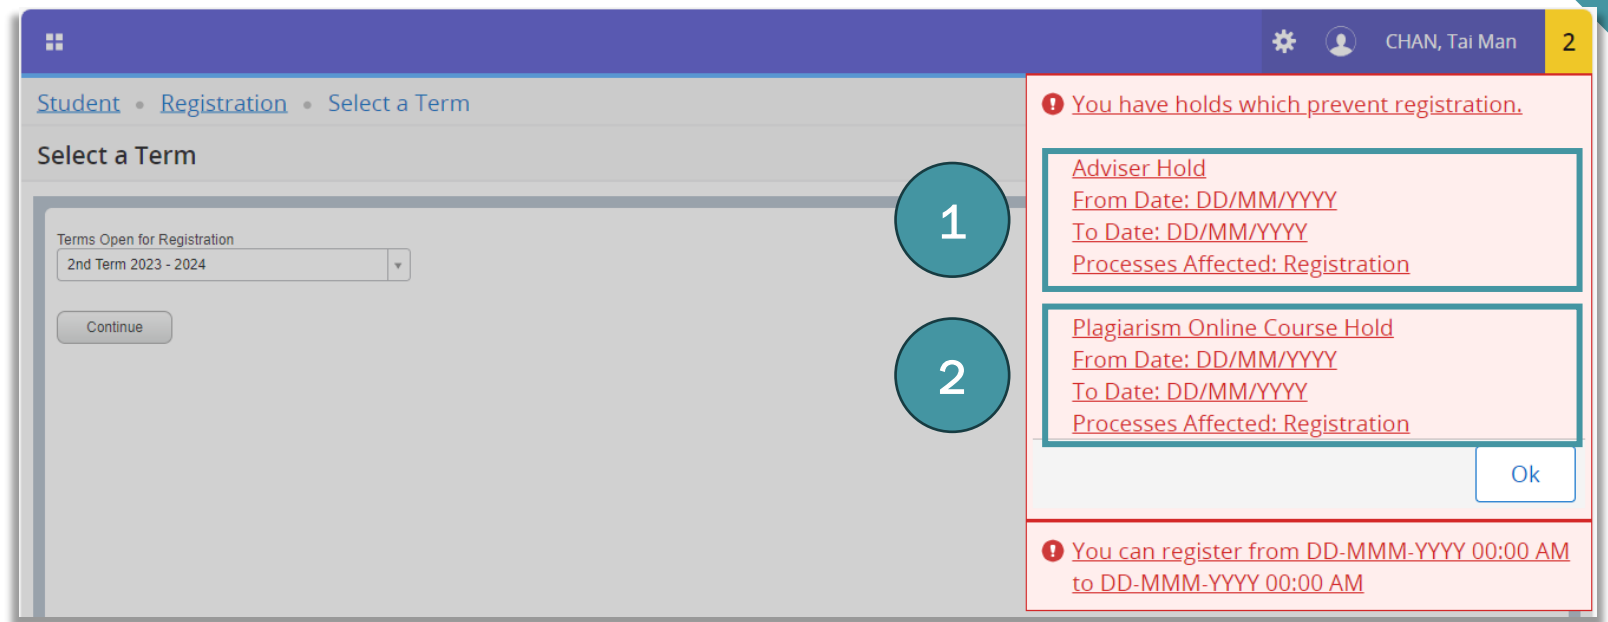 CHAN, Tai Man
2
Student • Registration • Select a Term
Select a Term
Terms Open for Registration
2nd Term 2023 - 2024
Continue
You have holds which prevent registration.
1
Adviser Hold
From Date: DD/MM/YYYY
To Date: DD/MM/YYYY
Processes Affected: Registration
2
Plagiarism Online Course Hold
From Date: DD/MM/YYYY
To Date: DD/MM/YYYY
Processes Affected: Registration
Ok
You can register from DD-MMM-YYYY 00:00 AM
to DD-MMM-YYYY 00:00 AM